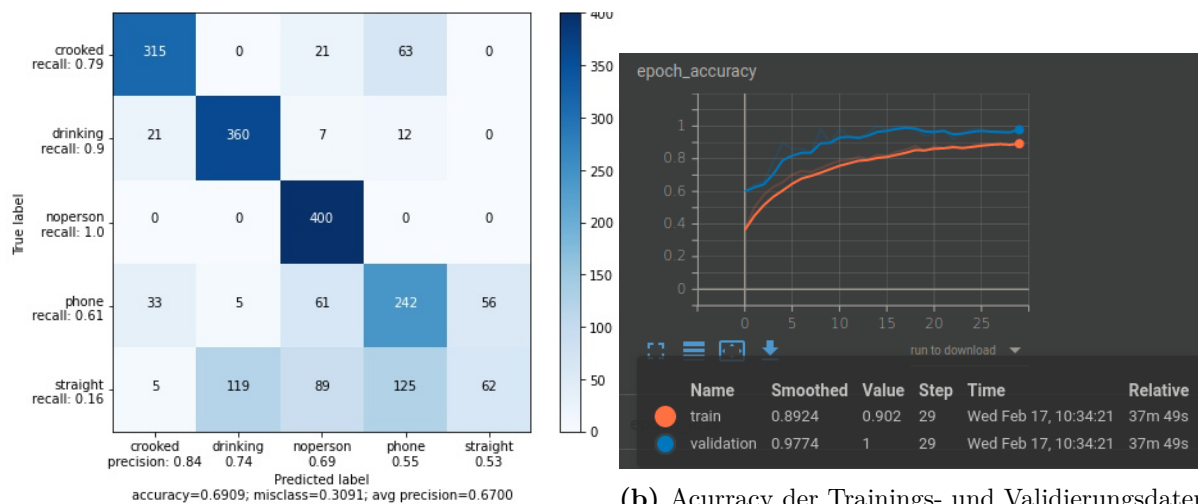 400
crooked
recall: 0.79
315 0 21 63 0
350
drinking
recall: 0.9
21 360 7 12 0
300
250
noperson
recall: 1.0
0 0 400 0 0
200
True label
150
phone
recall: 0.61
33 5 61 242 56
100
straight
recall: 0.16
5 119 89 125 62
50
0
crooked drinking noperson phone straight
precision: 0.84 0.74 0.69 0.55 0.53
Predicted label
accuracy=0.6909; misclass=0.3091; avg precision=0.6700
epoch_accuracy
1
0.8
0.6
0.4
0.2
0
0 5 10 15 20 25
run to download
Name Smoothed Value Step Time Relative
train 0.8924 0.902 29 Wed Feb 17, 10:34:21 37m 49s
validation 0.9774 1 29 Wed Feb 17, 10:34:21 37m 49s
(b) Acurracy der Trainings- und Validierungsdaten